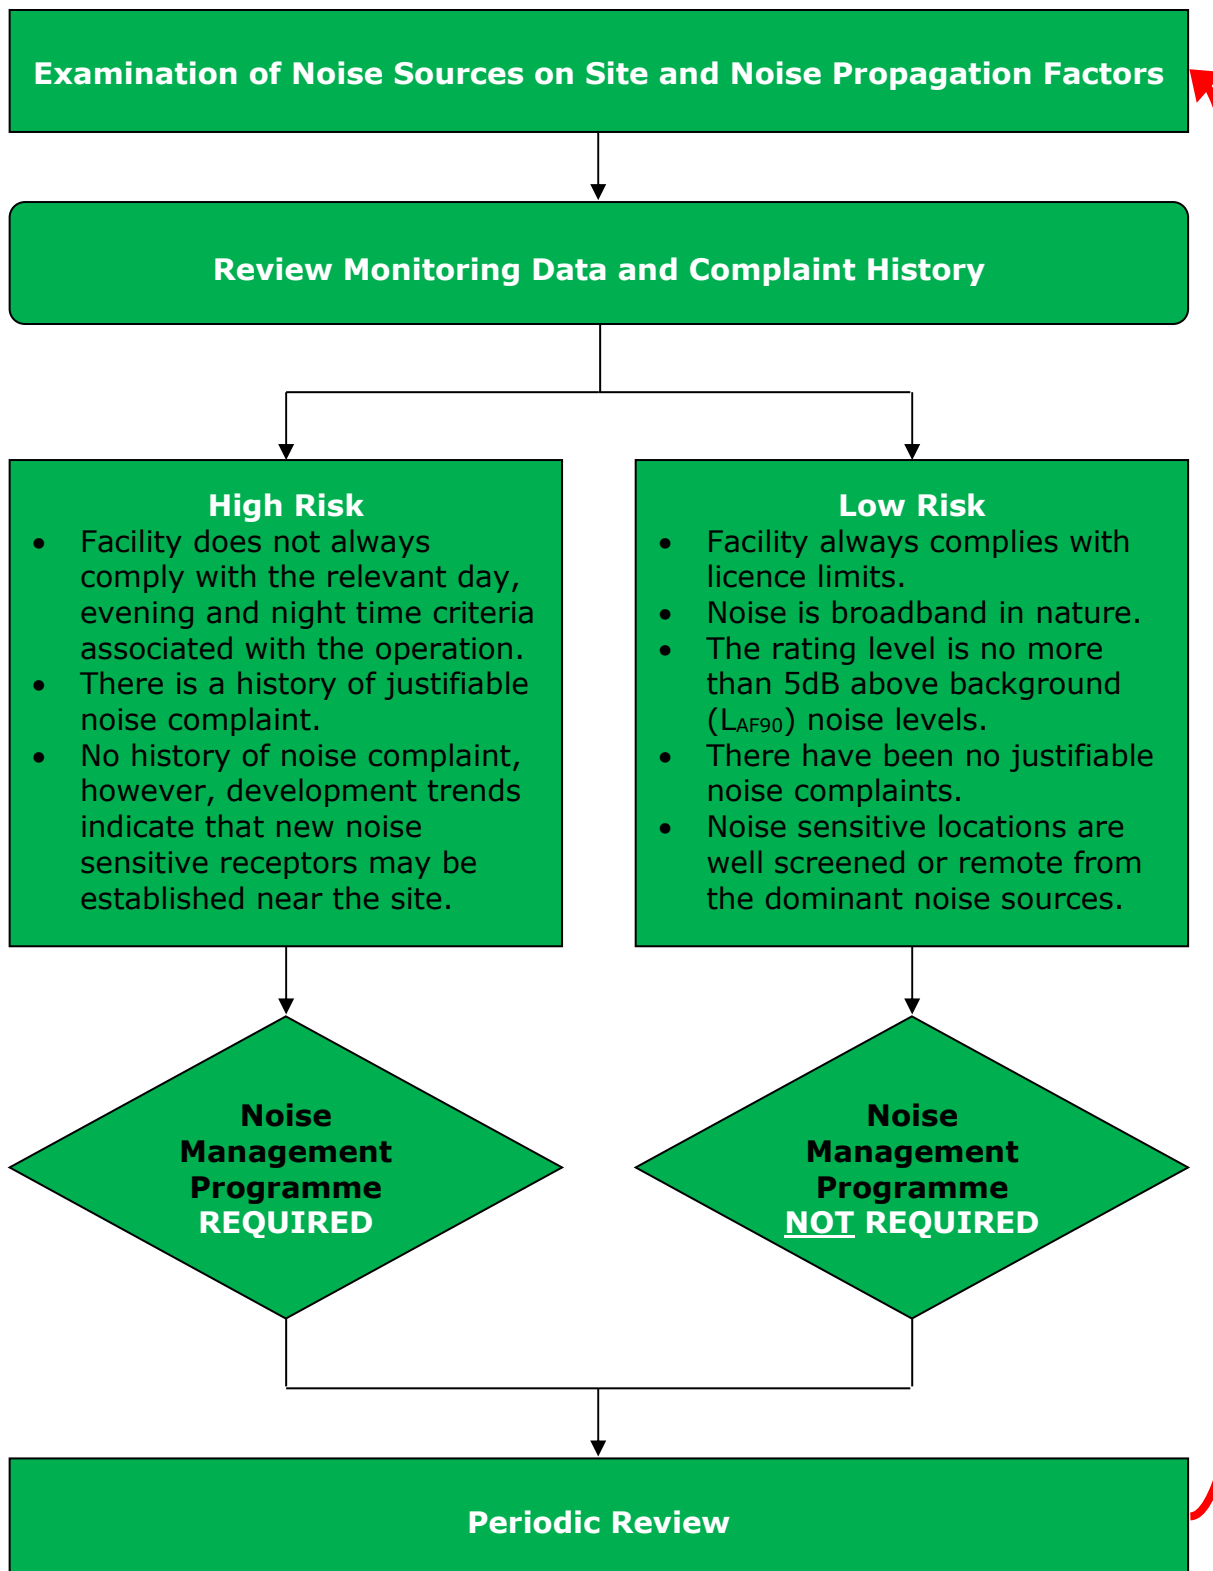 Examination of Noise Sources on Site and Noise Propagation Factors
Review Monitoring Data and Complaint History
High Risk
• Facility does not always
comply with the relevant day,
evening and night time criteria
associated with the operation.
• There is a history of justifiable
noise complaint.
• No history of noise complaint,
however, development trends
indicate that new noise
sensitive receptors may be
established near the site.
Low Risk
• Facility always complies with
licence limits.
• Noise is broadband in nature.
• The rating level is no more
than 5dB above background
(LAF90) noise levels.
• There have been no justifiable
noise complaints.
• Noise sensitive locations are
well screened or remote from
the dominant noise sources.
Noise
Management
Programme
REQUIRED
Noise
Management
Programme
NOT REQUIRED
Periodic Review